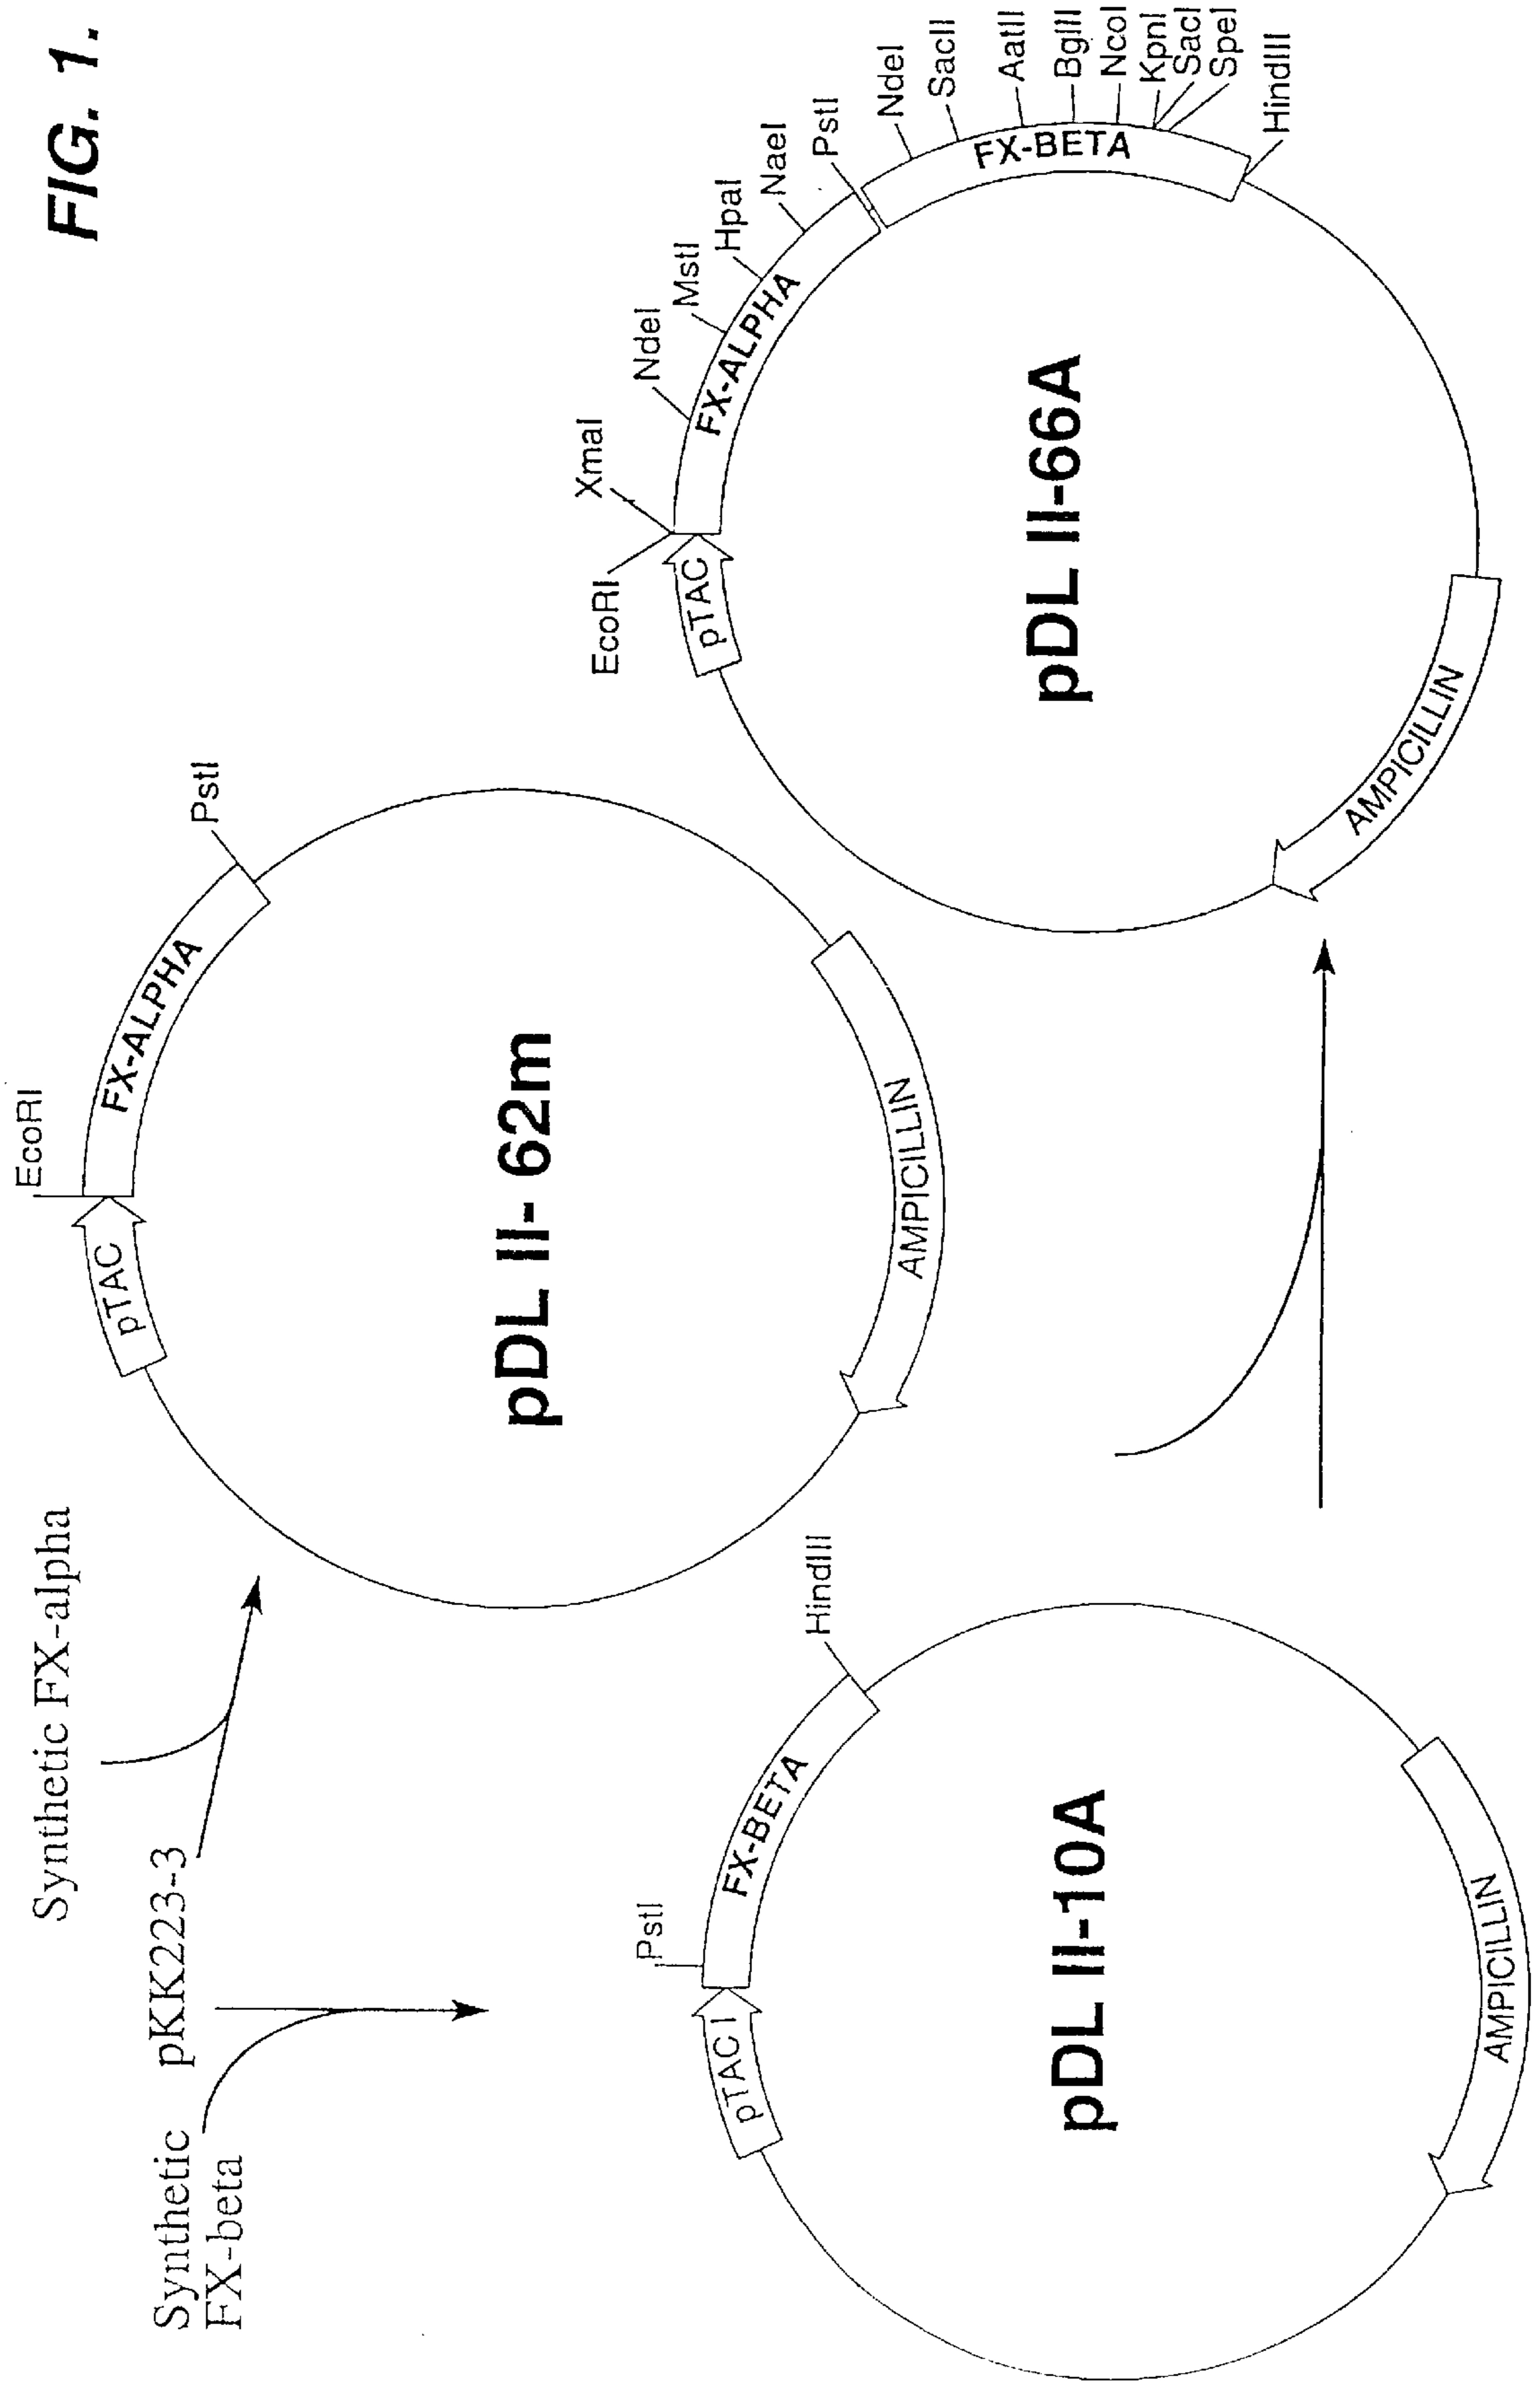 FIG. 1.
Synthetic FX-alpha
pKK223-3
Synthetic
FX-beta
EcoRI
pTAC
FX-ALPHA
PstI
pDL II- 62m
AMPICILLIN
PstI
pTAC I
FX-BETA
HindIII
pDL II-10A
AMPICILLIN
EcoRI
XmaI
pTAC
FX-ALPHA
NdeI
MstI
HpaI
NaeI
PstI
NdeI
SacII
AatII
BglII
NcoI
KpnI
SacI
SpeI
HindIII
FX-BETA
pDL II-66A
AMPICILLIN